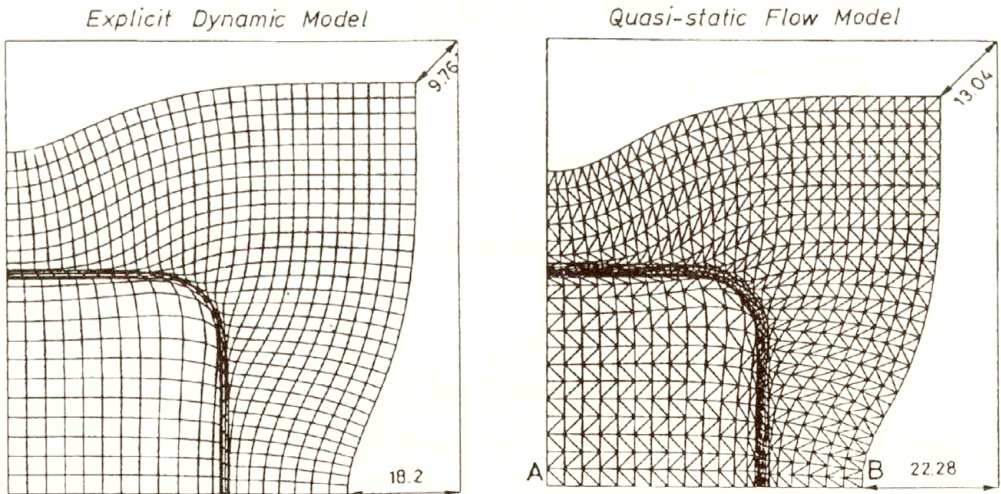 Explicit Dynamic Model
Quasi-static Flow Model
9.76
13.04
18.2
A
B
22.28